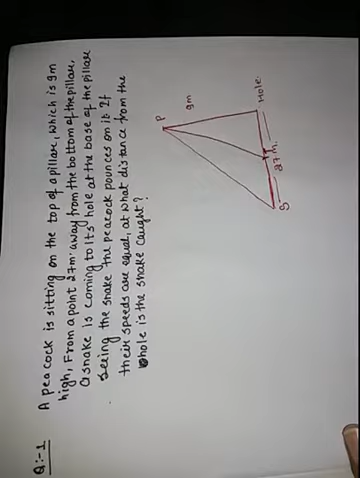 Q:-1 A peacock is sitting on the top of a pillar, which is 9m
high, From a point 27m away from the bottom of the pillar,
a snake is coming to It's hole at the base of the pillar
seeing the snake the peacock pounces on it. If
their speeds are equal, at what distance from the
hole is the snake caught?
P
9m
Hole
27m.
S